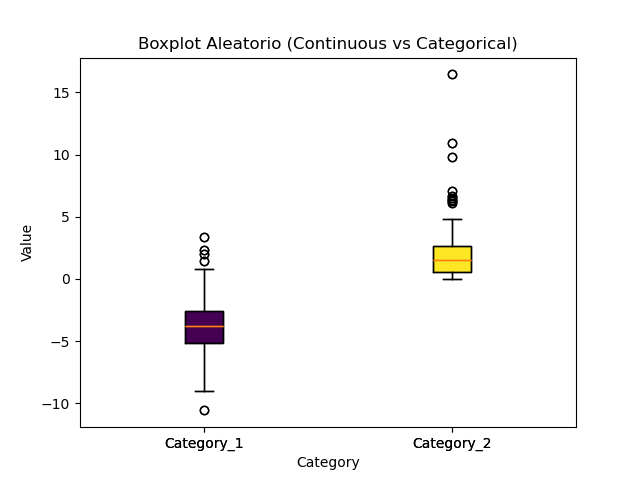 Boxplot Aleatorio (Continuous vs Categorical)
Value
15
10
5
0
−5
−10
Category_1
Category_2
Category